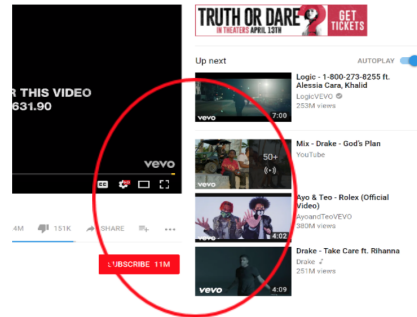 TRUTH OR DARE
IN THEATERS APRIL 13TH
GET
TICKETS
Up next
AUTOPLAY
R THIS VIDEO
631.90
vevo
4M 151K SHARE
SUBSCRIBE 11M
vevo
7:00
Logic - 1-800-273-8255 ft.
Alessia Cara, Khalid
LogicVEVO
253M views
50+
vevo
Mix - Drake - God's Plan
YouTube
vevo
4:02
Ayo & Teo - Rolex (Official
Video)
AyoandTeoVEVO
380M views
vevo
4:09
Drake - Take Care ft. Rihanna
Drake
251M views